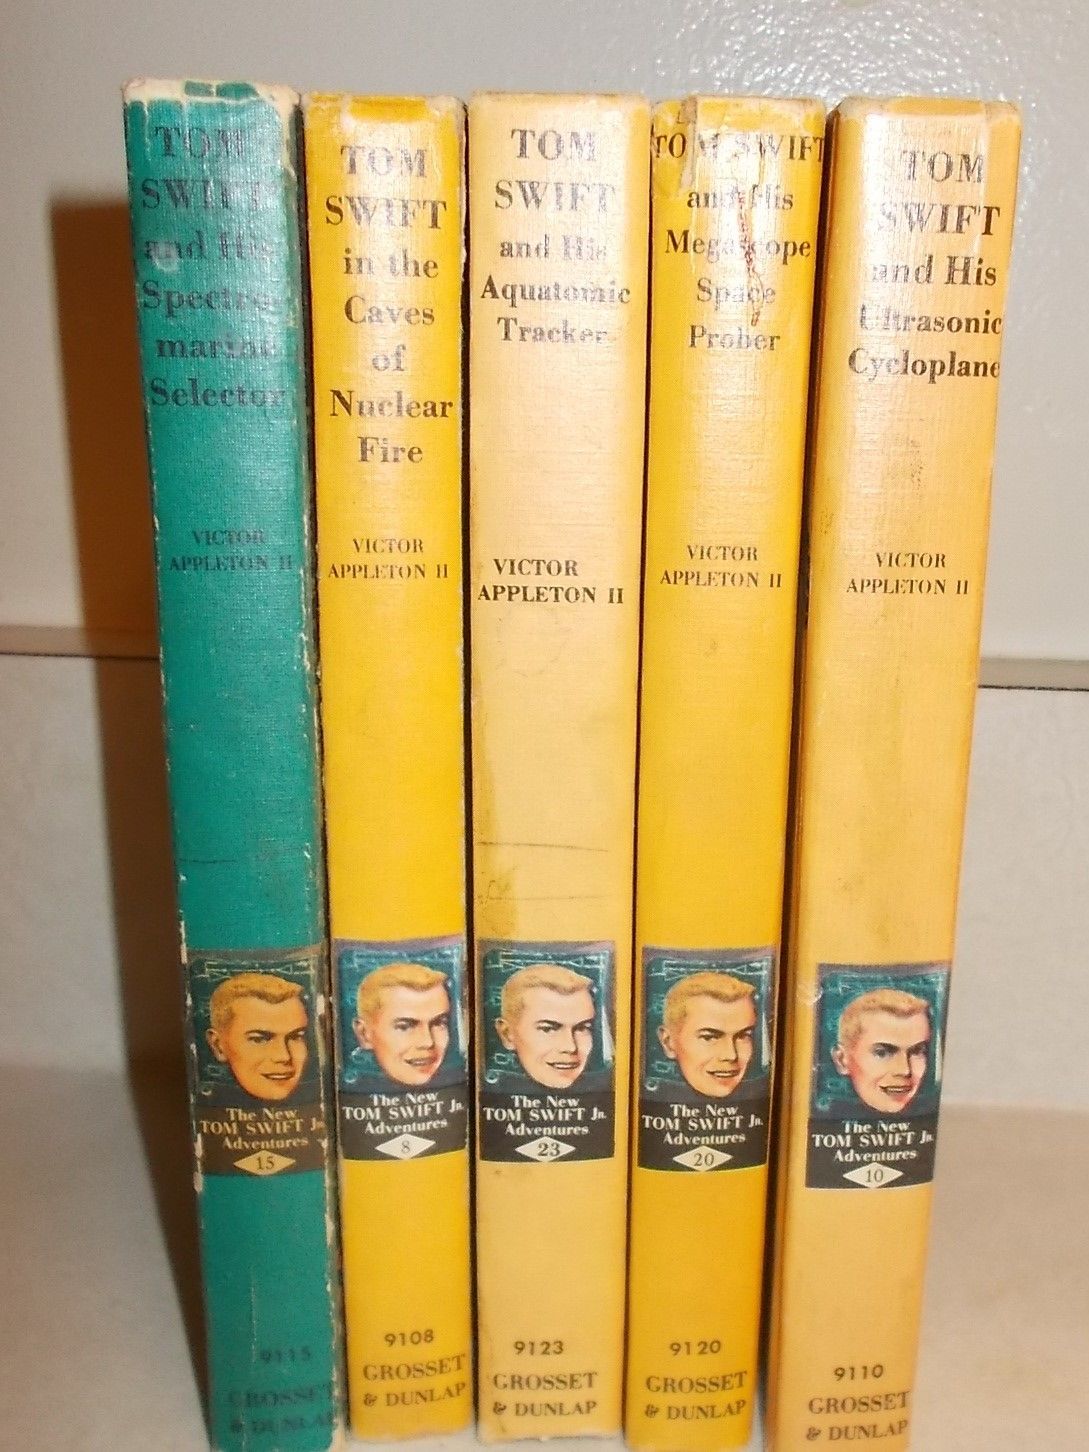 TOM
SWIFT
and His
Spectro-
marine
Selector
VICTOR
APPLETON II
The New
TOM SWIFT Jr.
Adventures
15
9115
GROSSET
& DUNLAP
TOM
SWIFT
in the
Caves
of
Nuclear
Fire
VICTOR
APPLETON II
The New
TOM SWIFT Jr.
Adventures
8
9108
GROSSET
& DUNLAP
TOM
SWIFT
and His
Aquatomic
Tracker
VICTOR
APPLETON II
The New
TOM SWIFT Jr.
Adventures
23
9123
GROSSET
& DUNLAP
TOM SWIFT
and His
Megascope
Space
Prober
VICTOR
APPLETON II
The New
TOM SWIFT Jr.
Adventures
20
9120
GROSSET
& DUNLAP
TOM
SWIFT
and His
Ultrasonic
Cycloplane
VICTOR
APPLETON II
The New
TOM SWIFT Jr.
Adventures
10
9110
GROSSET
& DUNLAP